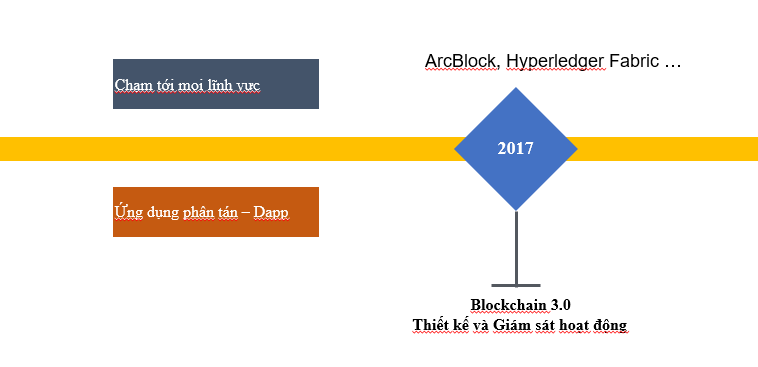 ArcBlock, Hyperledger Fabric …
Chạm tới mọi lĩnh vực
2017
Ứng dụng phân tán – Dapp
Blockchain 3.0
Thiết kế và Giám sát hoạt động